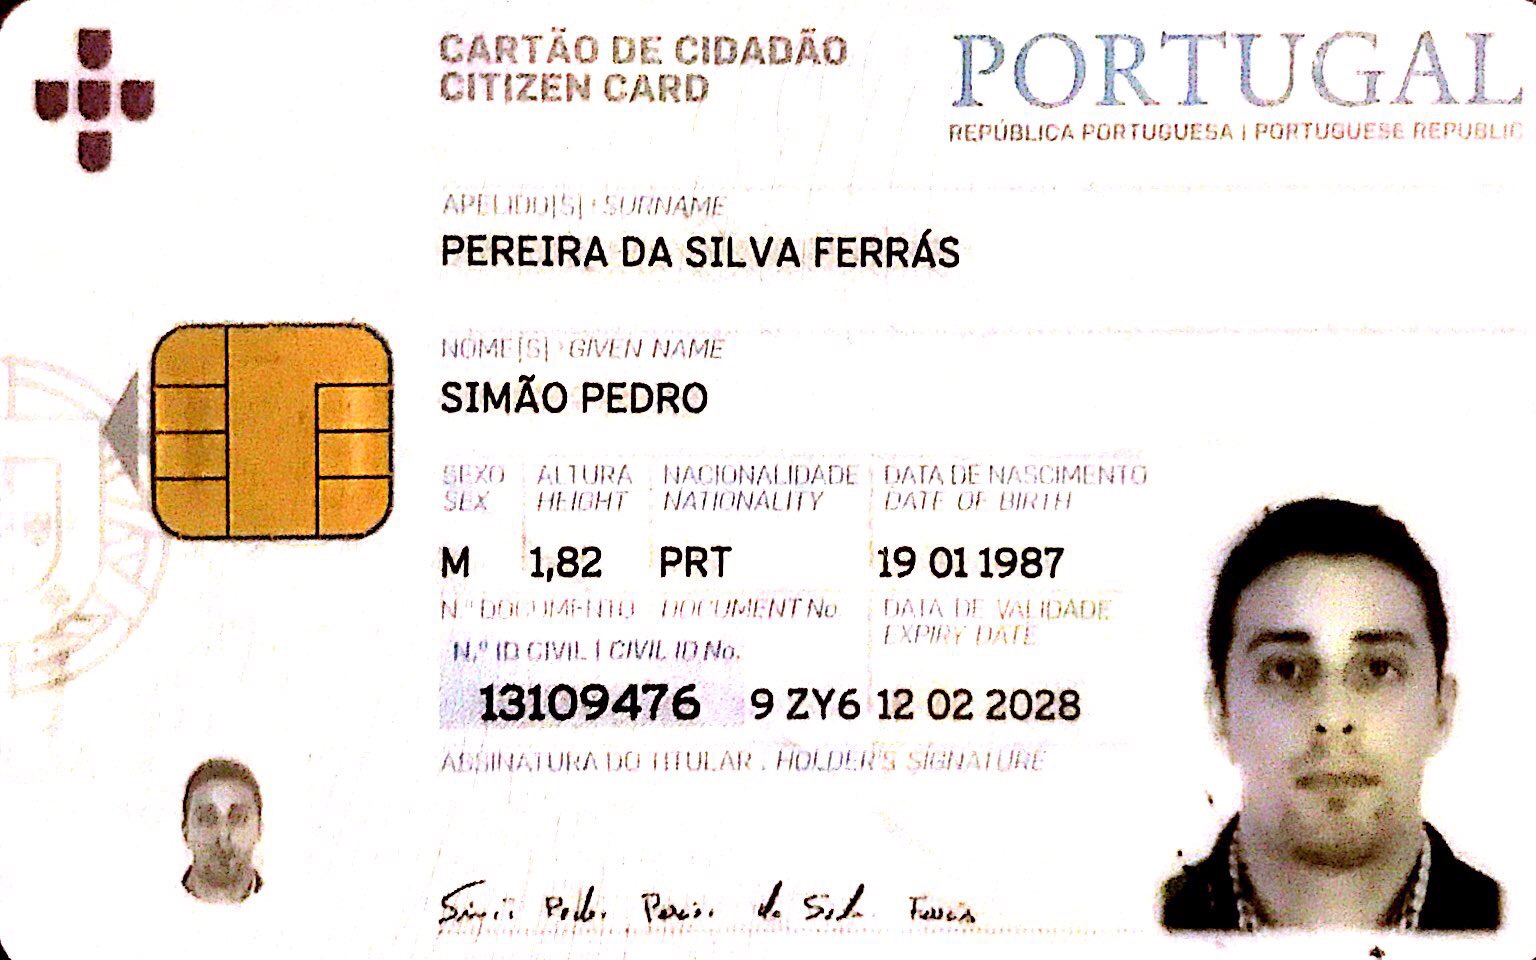 CARTÃO DE CIDADÃO
CITIZEN CARD
PORTUGAL
REPÚBLICA PORTUGUESA | PORTUGUESE REPUBLIC
APELIDO[S] · SURNAME
PEREIRA DA SILVA FERRÁS
NOME[S] · GIVEN NAME
SIMÃO PEDRO
SEXO ALTURA NACIONALIDADE DATA DE NASCIMENTO
SEX HEIGHT NATIONALITY DATE OF BIRTH
M 1,82 PRT 19 01 1987
N.º DOCUMENTO DOCUMENT No. DATA DE VALIDADE
EXPIRY DATE
N.º ID CIVIL | CIVIL ID No.
13109476 9 ZY6 12 02 2028
ASSINATURA DO TITULAR . HOLDER'S SIGNATURE
Simão Pedro Pereira da Silva Ferrás